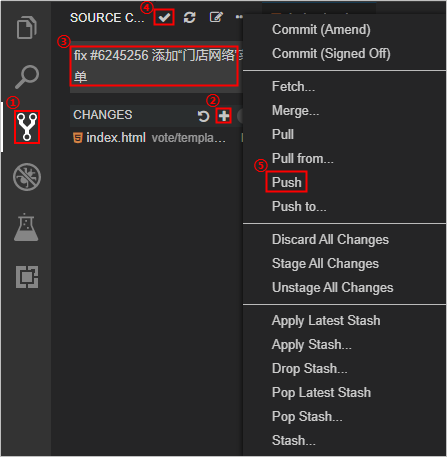 ④
SOURCE C...
③
fix #6245256 添加“门店网络”
单
②
CHANGES
①
index.html vote/templa...
Commit (Amend)
Commit (Signed Off)
Fetch...
Merge...
Pull
Pull from...
⑤
Push
Push to...
Discard All Changes
Stage All Changes
Unstage All Changes
Apply Latest Stash
Apply Stash...
Drop Stash...
Pop Latest Stash
Pop Stash...
Stash...